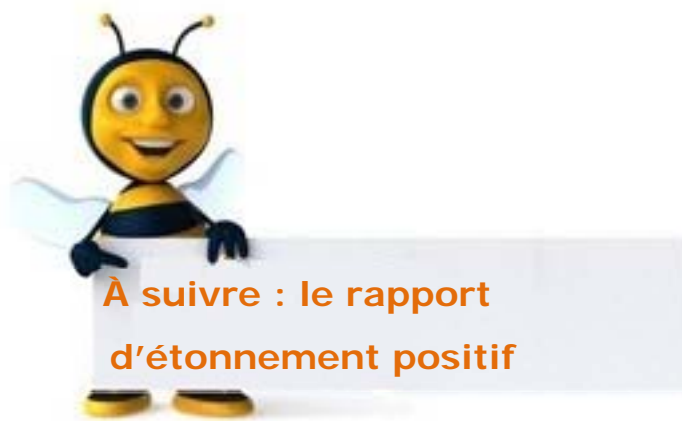 À suivre : le rapport
d'étonnement positif